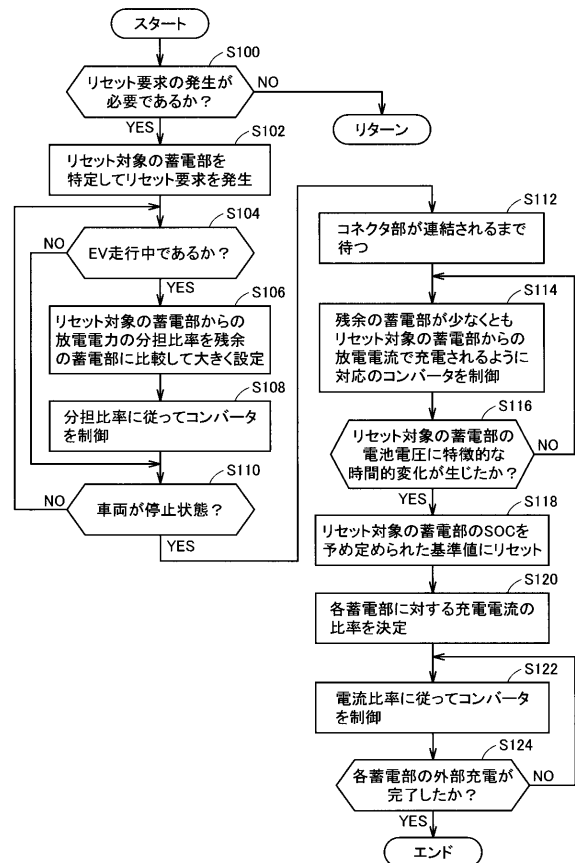 スタート
S100
リセット要求の発生が
必要であるか？
NO
YES
リターン
S102
リセット対象の蓄電部を
特定してリセット要求を発生
S104
NO
EV走行中であるか？
YES
S106
リセット対象の蓄電部からの
放電電力の分担比率を残余
の蓄電部に比較して大きく設定
S108
分担比率に従ってコンバータ
を制御
S110
NO
車両が停止状態？
YES
S112
コネクタ部が連結されるまで
待つ
S114
残余の蓄電部が少なくとも
リセット対象の蓄電部からの
放電電流で充電されるように
対応のコンバータを制御
S116
リセット対象の蓄電部の
電池電圧に特徴的な
時間的変化が生じたか？
NO
YES
S118
リセット対象の蓄電部のSOCを
予め定められた基準値にリセット
S120
各蓄電部に対する充電電流の
比率を決定
S122
電流比率に従ってコンバータ
を制御
S124
各蓄電部の外部充電が
完了したか？
NO
YES
エンド